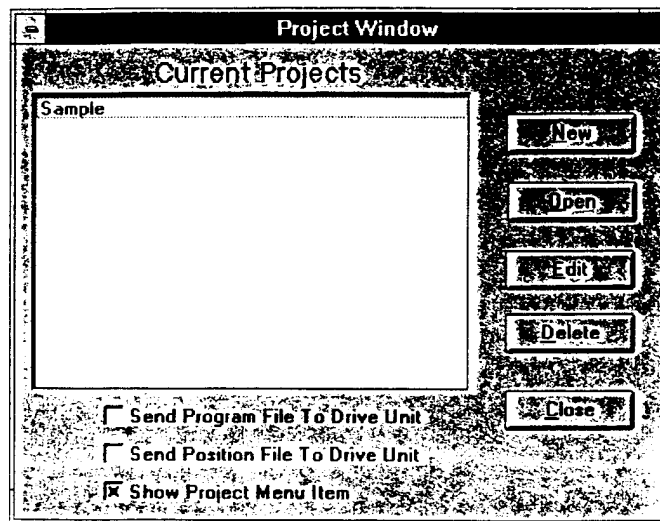 Project Window
Current Projects
Sample
New
Open
Edit
Delete
Close
Send Program File To Drive Unit
Send Position File To Drive Unit
Show Project Menu Item